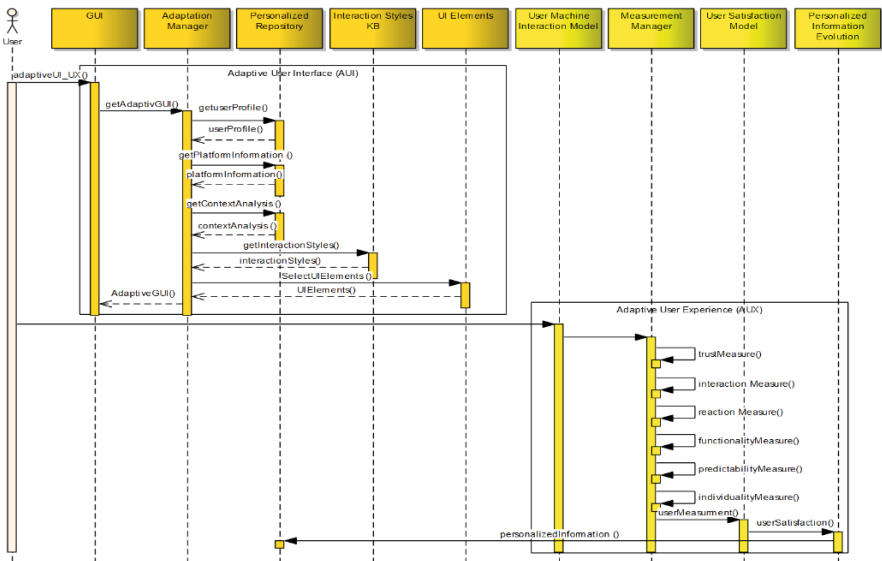 User
GUI
Adaptation
Manager
Personalized
Repository
Interaction Styles
KB
UI Elements
User Machine
Interaction Model
Measurement
Manager
User Satisfaction
Model
Personalized
Information
Evolution
Adaptive User Interface (AUI)
adaptiveUI_UX()
getAdaptivGUI()
getuserProfile()
userProfile()
getPlatformInformation ()
platformInformation()
getContextAnalysis()
contextAnalysis ()
getInteractionStyles()
interactionStyles()
SelectUIElements ()
UIElements()
AdaptiveGUI()
Adaptive User Experience (AUX)
trustMeasure()
interaction Measure()
reaction Measure()
functionalityMeasure()
predictabilityMeasure()
individualityMeasure()
userMeasurment()
userSatisfaction()
personalizedInformation ()